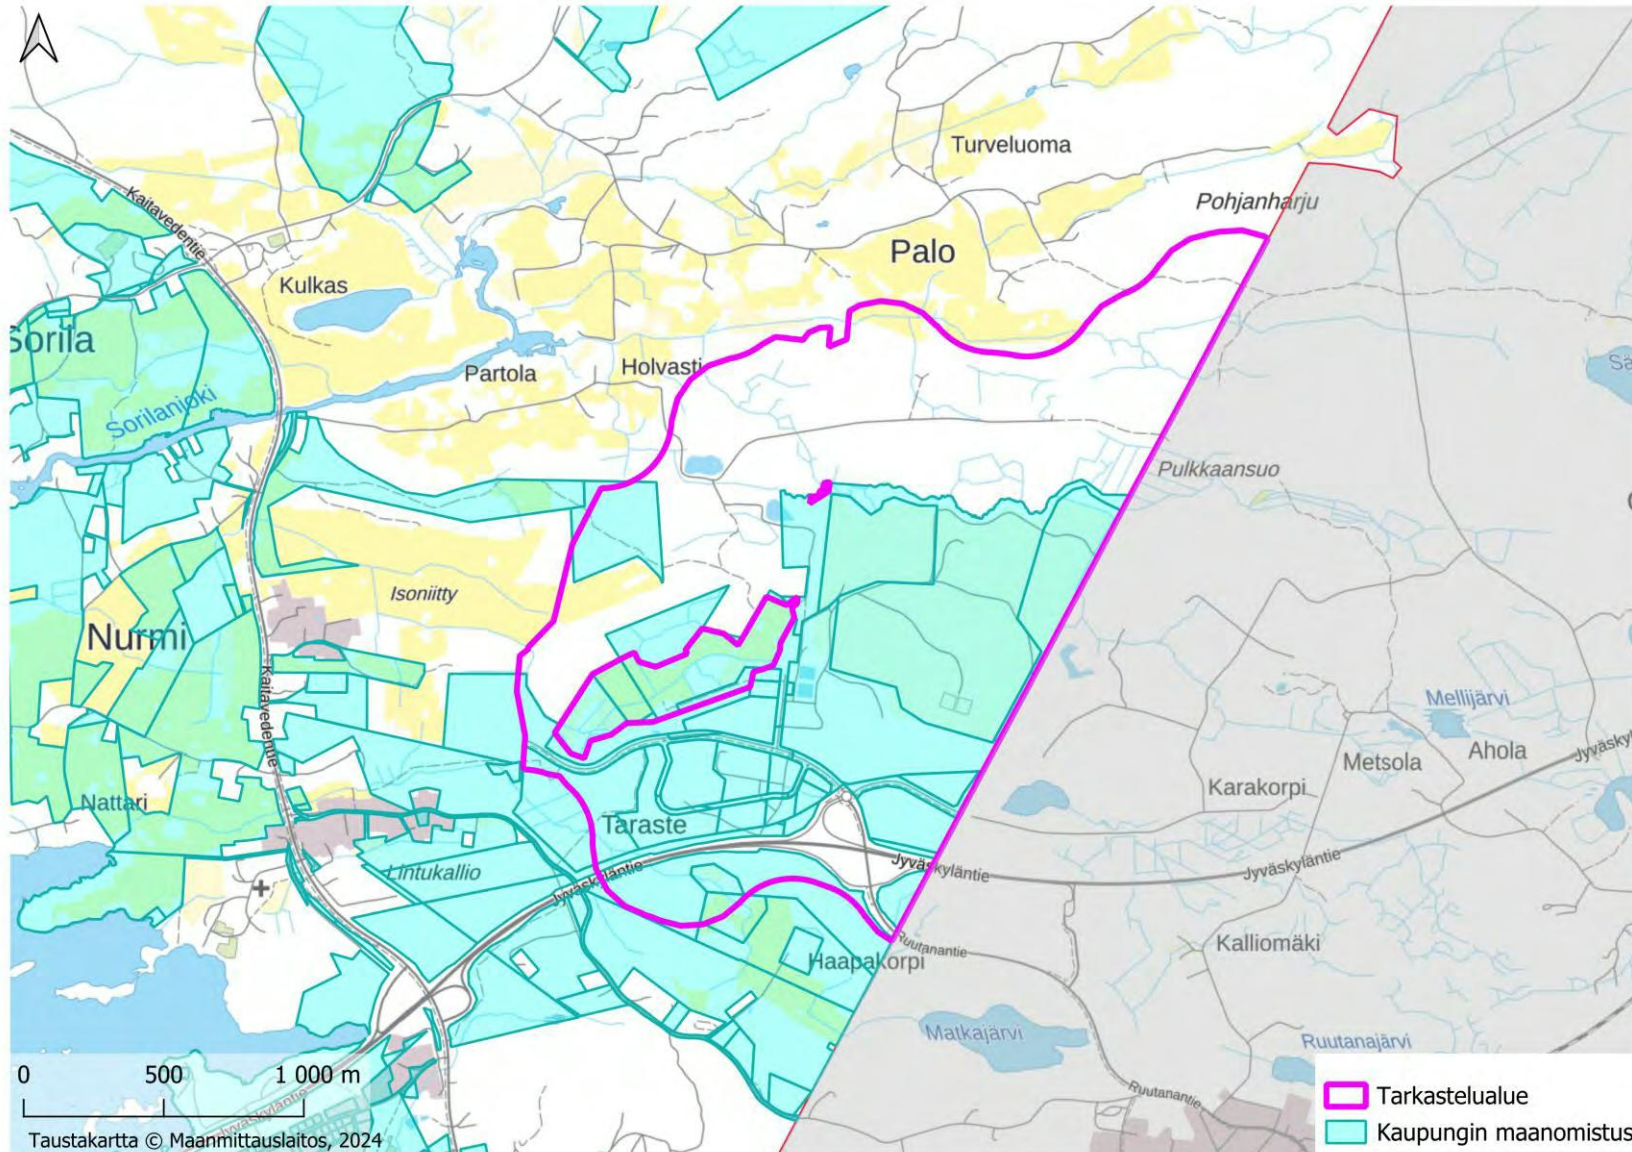 Turveluoma
Pohjanharju
Kaitavedentie
Palo
Kulkas
Sorila
Holvasti
Partola
Sorilanjoki
Pulkkaansuo
Isoniitty
Nurmi
Kaitavedentie
Mellijärvi
Ahola
Metsola
Karakorpi
Nattari
Taraste
Lintukallio
Jyväskyläntie
Jyväskyläntie
Jyväskyläntie
Ruutanantie
Haapakorpi
Kalliomäki
Matkajärvi
Ruutanajärvi
Ruutanantie
Jyväskyläntie
0 500 1 000 m
Taustakartta © Maanmittauslaitos, 2024
Tarkastelualue
Kaupungin maanomistus